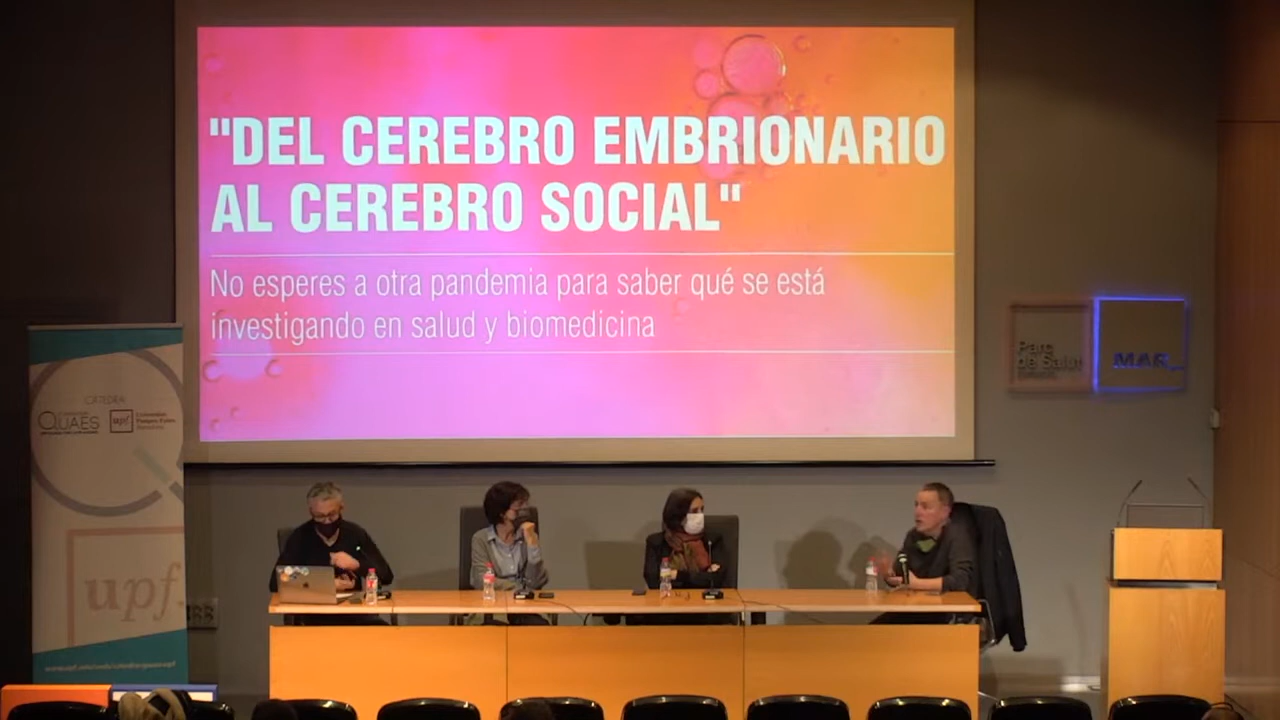 "DEL CEREBRO EMBRIONARIO
AL CEREBRO SOCIAL"
No esperes a otra pandemia para saber qué se está
investigando en salud y biomedicina
Parc
de Salut
MAR
CÁTEDRA
QUAES
upf.
Universitat
Pompeu Fabra
Barcelona
upf.